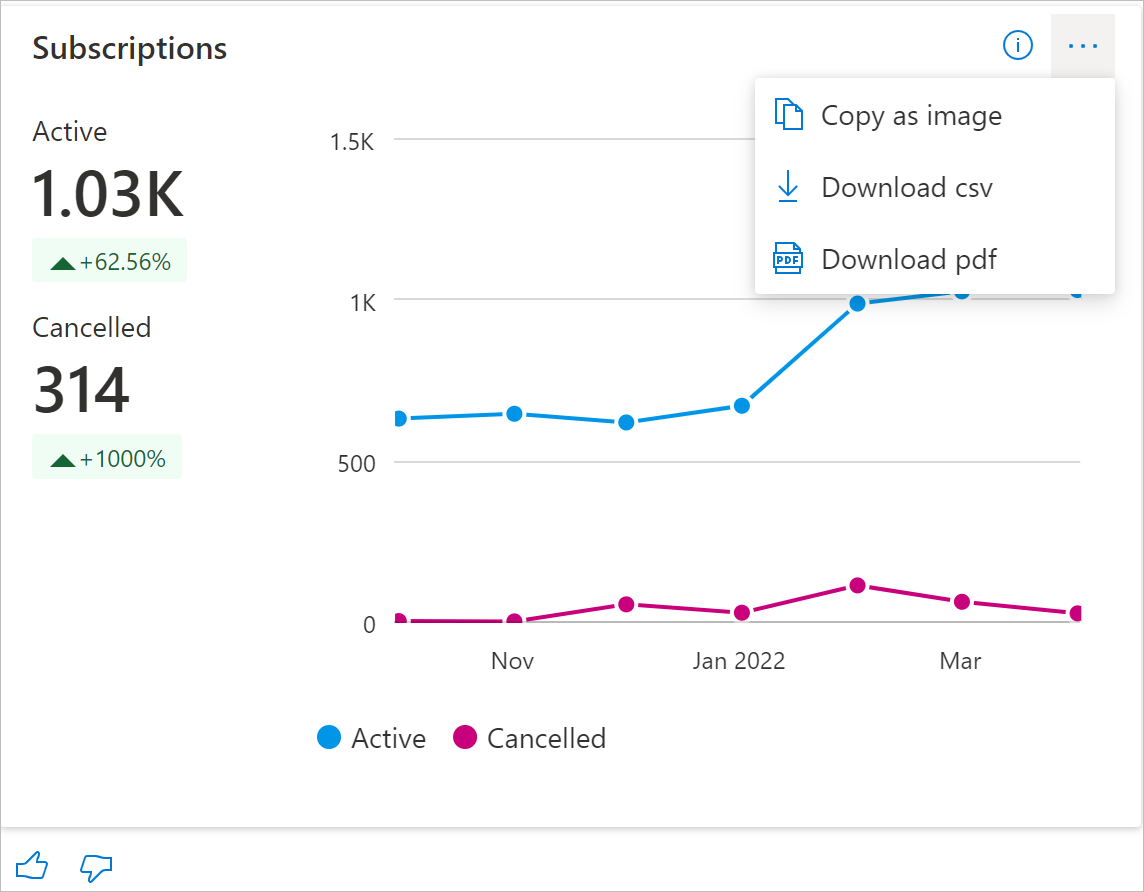 Subscriptions
Active
1.03K
+62.56%
Cancelled
314
+1000%
Copy as image
Download csv
PDF
Download pdf
1.5K
1K
500
0
Nov
Jan 2022
Mar
Active
Cancelled